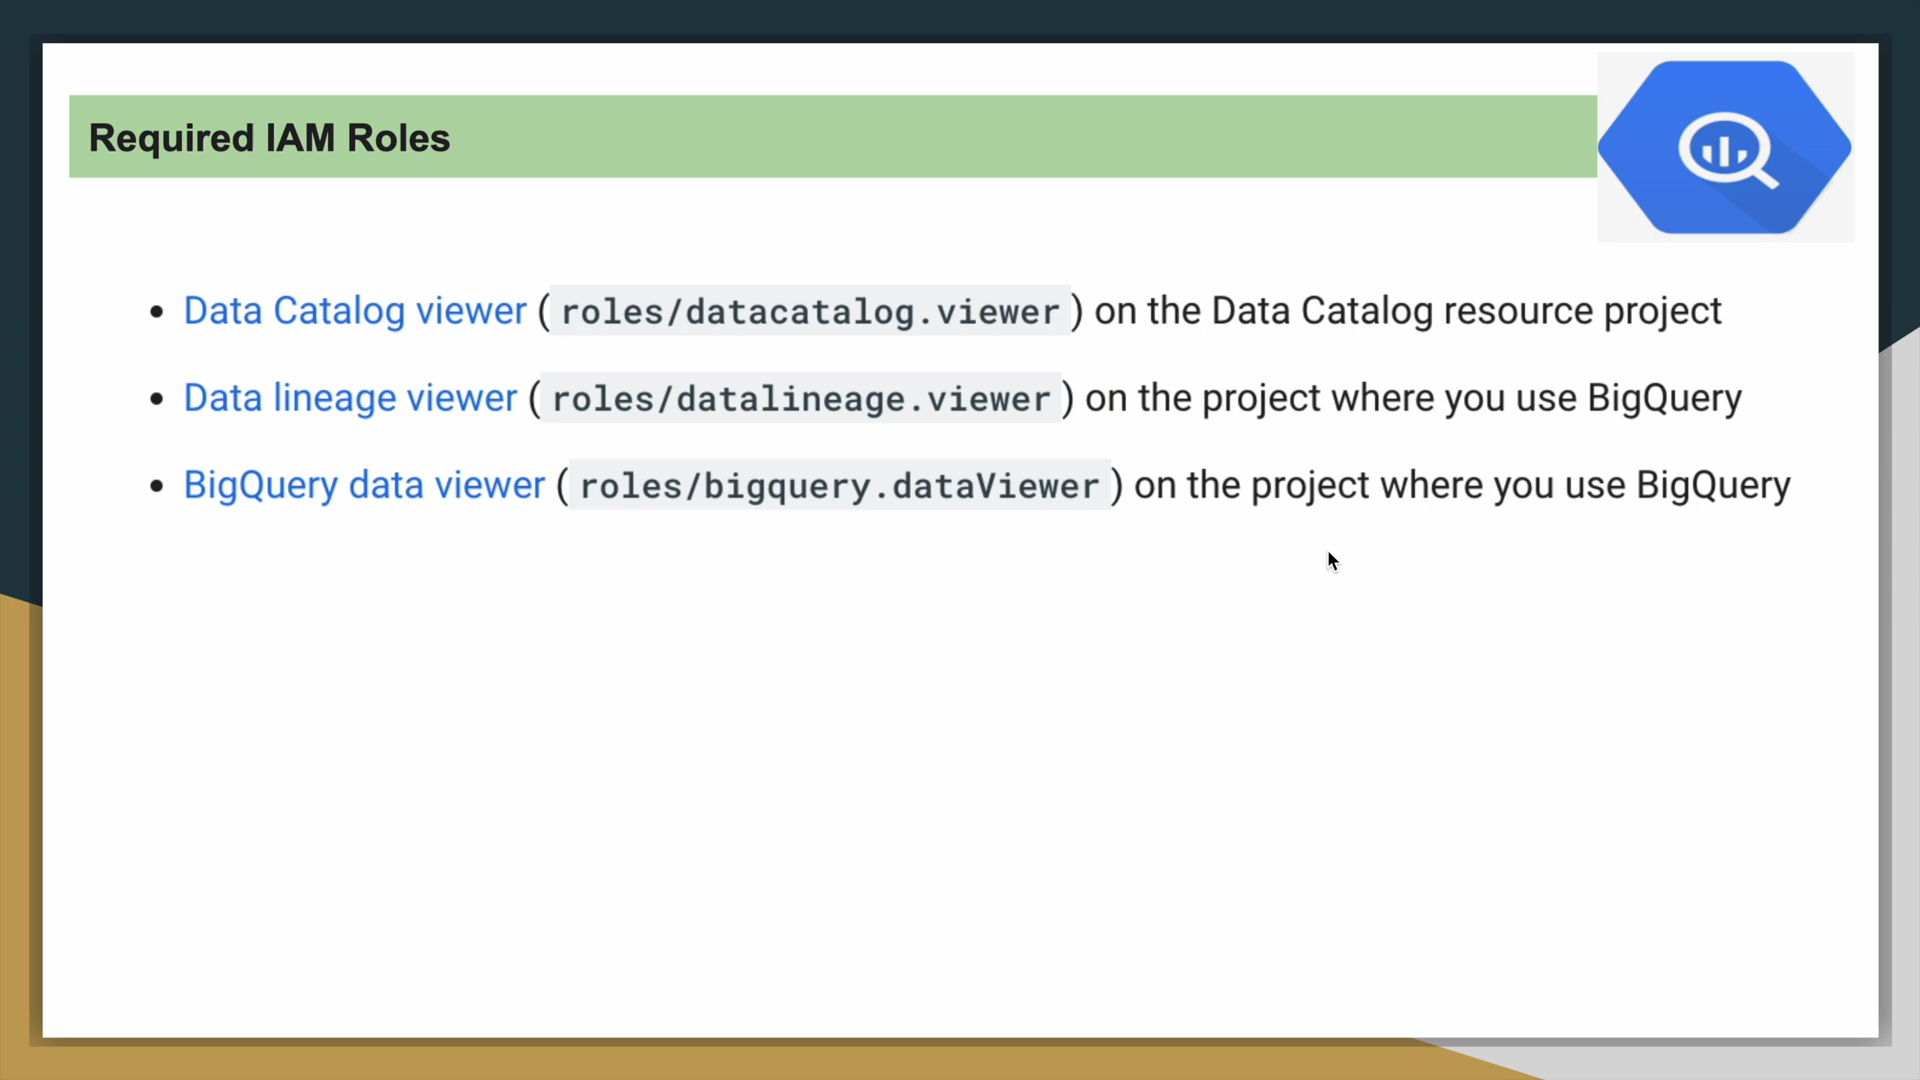 Required IAM Roles
• Data Catalog viewer (roles/datacatalog.viewer) on the Data Catalog resource project
• Data lineage viewer (roles/datalineage.viewer) on the project where you use BigQuery
• BigQuery data viewer (roles/bigquery.dataViewer) on the project where you use BigQuery